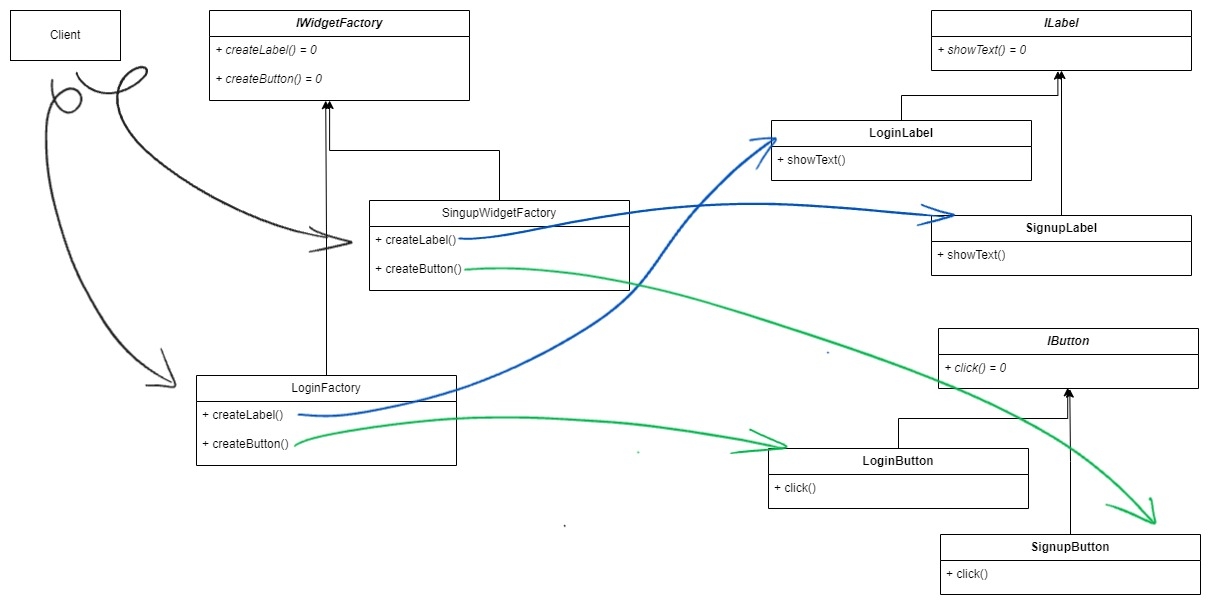 Client
IWidgetFactory
+ createLabel() = 0
+ createButton() = 0
ILabel
+ showText() = 0
LoginLabel
+ showText()
SingupWidgetFactory
+ createLabel()
+ createButton()
SignupLabel
+ showText()
IButton
+ click() = 0
LoginFactory
+ createLabel()
+ createButton()
LoginButton
+ click()
SignupButton
+ click()